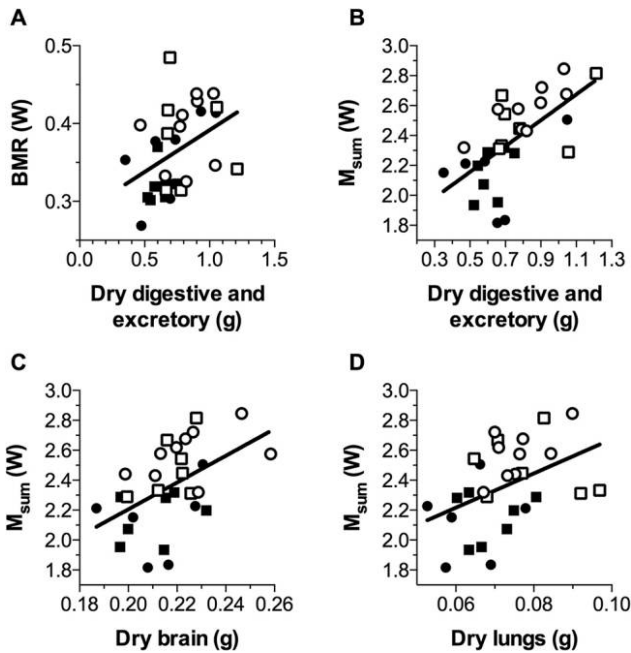 A
BMR (W)
0.5
0.4
0.3
0.0 0.5 1.0 1.5
Dry digestive and
excretory (g)
B
M_sum (W)
3.0
2.8
2.6
2.4
2.2
2.0
1.8
0.3 0.5 0.7 0.9 1.1 1.3
Dry digestive and
excretory (g)
C
M_sum (W)
3.0
2.8
2.6
2.4
2.2
2.0
1.8
0.18 0.20 0.22 0.24 0.26
Dry brain (g)
D
M_sum (W)
3.0
2.8
2.6
2.4
2.2
2.0
1.8
0.06 0.08 0.10
Dry lungs (g)